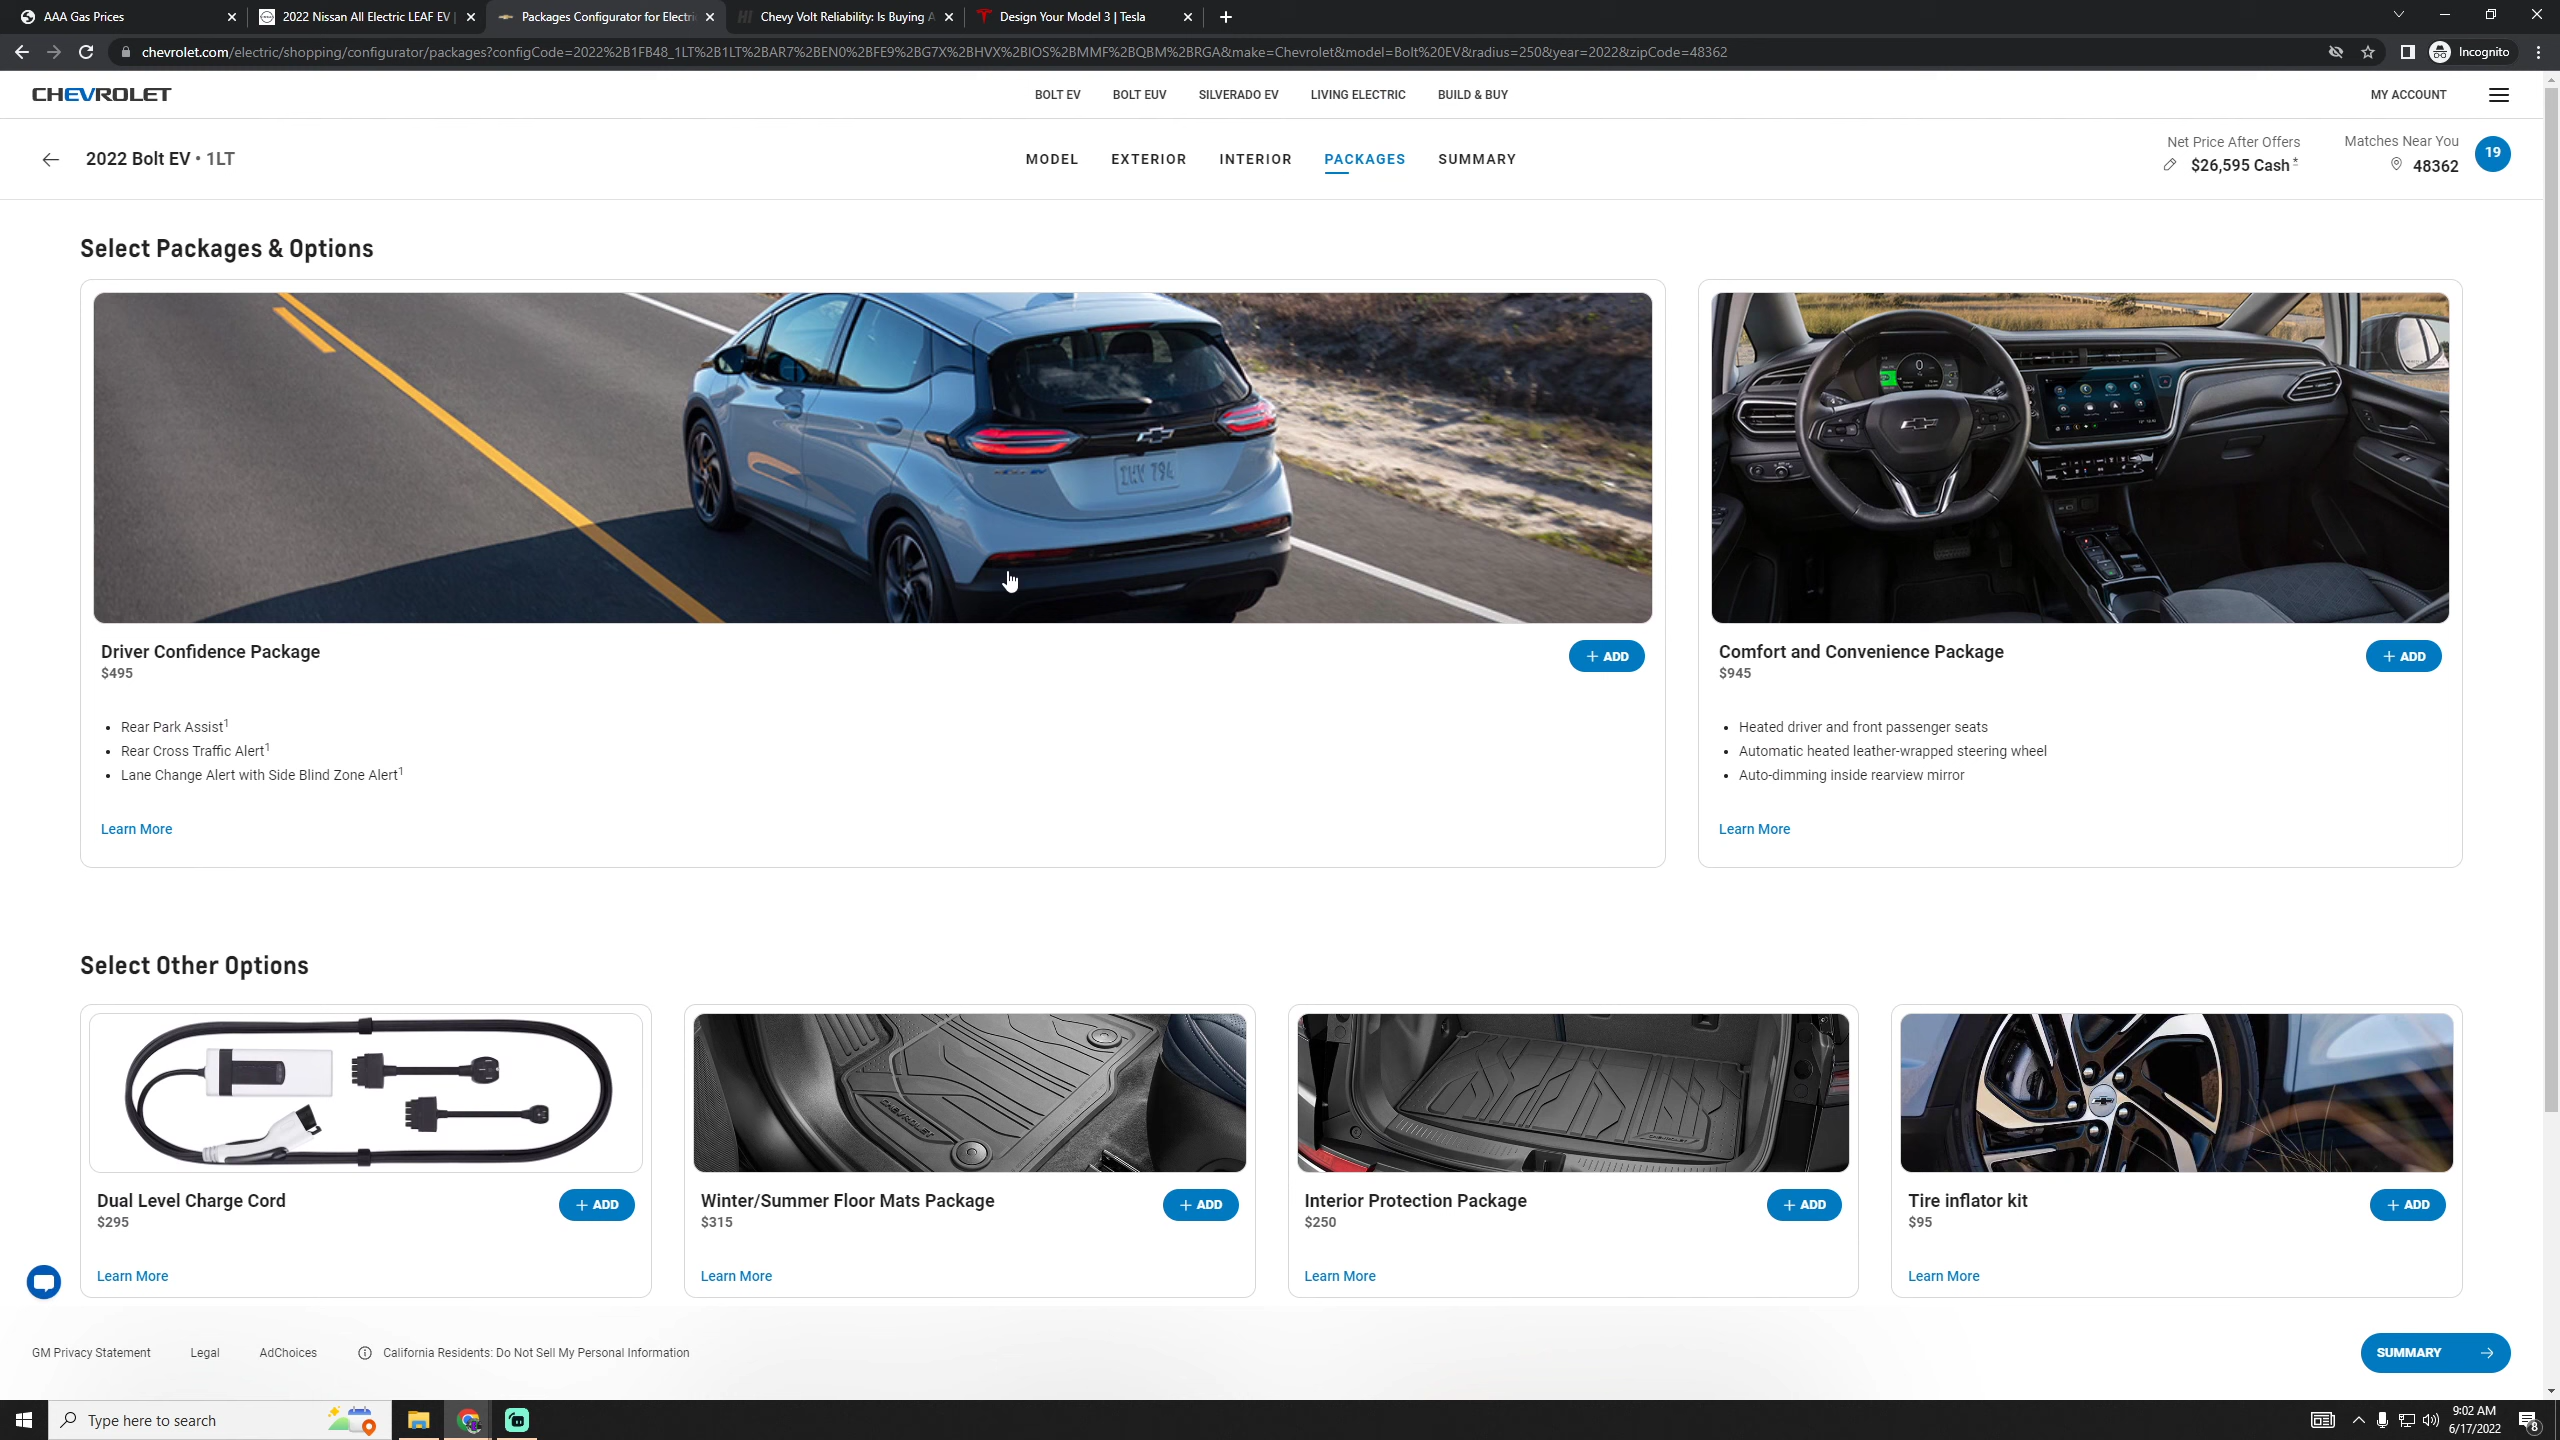 AAA Gas Prices
2022 Nissan All Electric LEAF EV |
Packages Configurator for Electri
Chevy Volt Reliability: Is Buying A
Design Your Model 3 | Tesla
chevrolet.com/electric/shopping/configurator/packages?configCode=2022%2B1FB48_1LT%2B1LT%2BAR7%2BEN0%2BFE9%2BG7X%2BHVX%2BIOS%2BMMF%2BQBM%2BRGA&make=Chevrolet&model=Bolt%20EV&radius=250&year=2022&zipCode=48362
Incognito
CHEVROLET
BOLT EV
BOLT EUV
SILVERADO EV
LIVING ELECTRIC
BUILD & BUY
MY ACCOUNT
2022 Bolt EV • 1LT
MODEL
EXTERIOR
INTERIOR
PACKAGES
SUMMARY
Net Price After Offers
$26,595 Cash*
Matches Near You
48362
19
Select Packages & Options
Driver Confidence Package
$495
+ ADD
• Rear Park Assist1
• Rear Cross Traffic Alert1
• Lane Change Alert with Side Blind Zone Alert1
Learn More
Comfort and Convenience Package
$945
+ ADD
• Heated driver and front passenger seats
• Automatic heated leather-wrapped steering wheel
• Auto-dimming inside rearview mirror
Learn More
Select Other Options
Dual Level Charge Cord
$295
+ ADD
Learn More
CHEVROLET
Winter/Summer Floor Mats Package
$315
+ ADD
Learn More
Interior Protection Package
$250
+ ADD
Learn More
Tire inflator kit
$95
+ ADD
Learn More
GM Privacy Statement
Legal
AdChoices
California Residents: Do Not Sell My Personal Information
SUMMARY
Type here to search
9:02 AM
6/17/2022
8